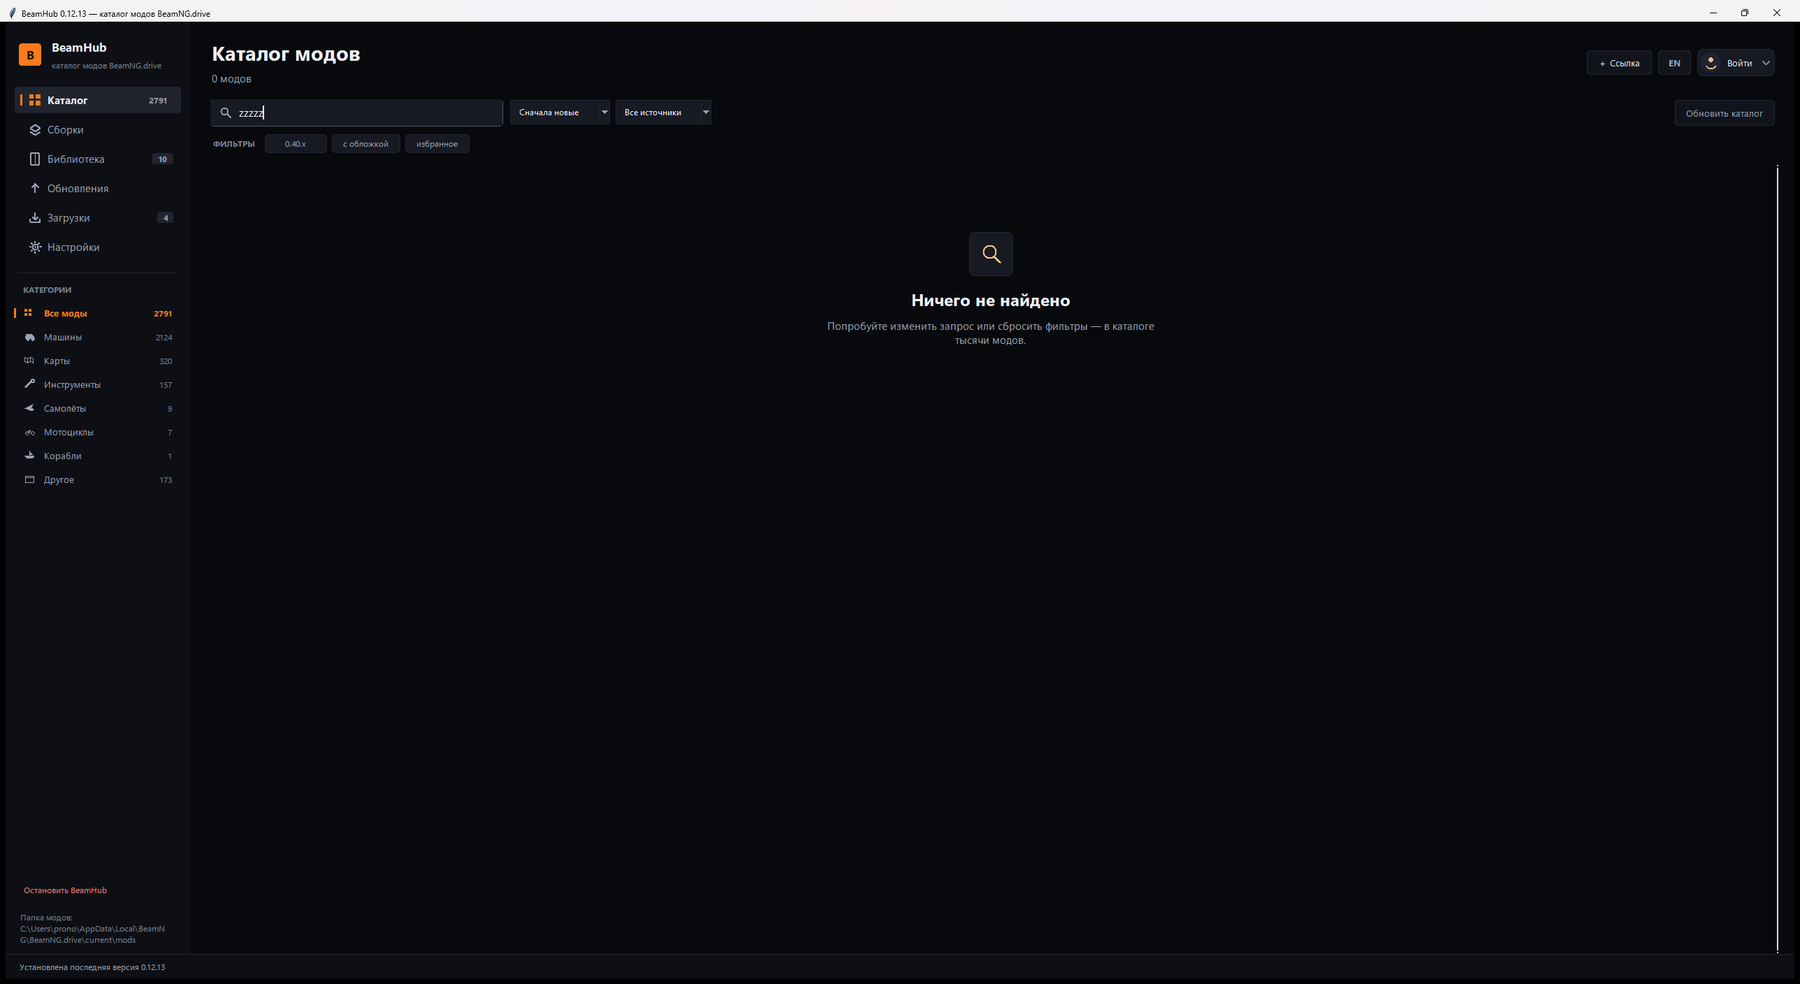 BeamHub 0.12.13 — каталог модов BeamNG.drive
B
BeamHub
каталог модов BeamNG.drive
Каталог 2791
Сборки
Библиотека 10
Обновления
Загрузки 4
Настройки
КАТЕГОРИИ
Все моды 2791
Машины 2124
Карты 320
Инструменты 157
Самолёты 9
Мотоциклы 7
Корабли 1
Другое 173
Остановить BeamHub
Папка модов:
C:\Users\prono\AppData\Local\BeamN
G\BeamNG.drive\current\mods
Каталог модов
0 модов
+ Ссылка EN Войти
zzzzz Сначала новые Все источники Обновить каталог
ФИЛЬТРЫ 0.40.x с обложкой избранное
Ничего не найдено
Попробуйте изменить запрос или сбросить фильтры — в каталоге
тысячи модов.
Установлена последняя версия 0.12.13